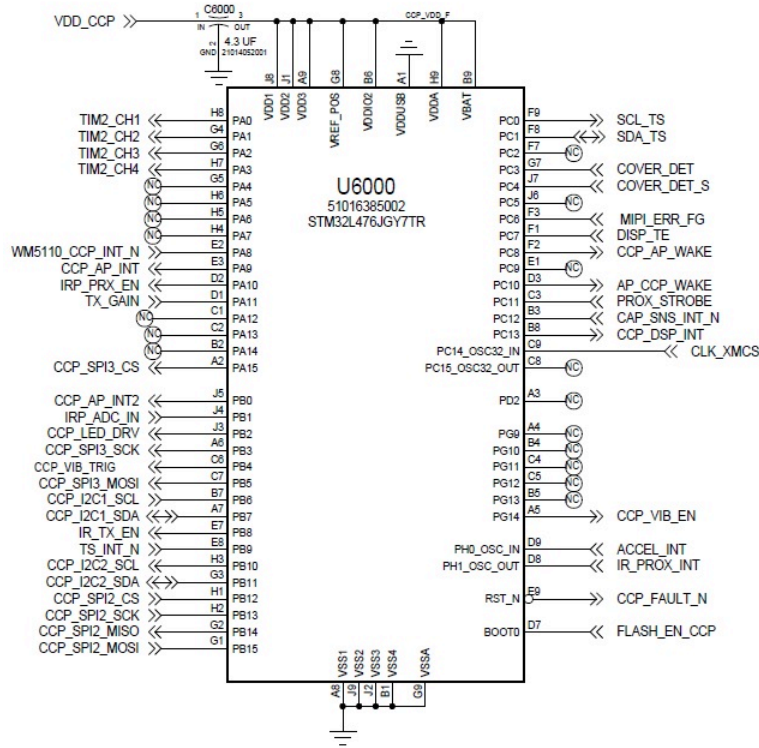 VDD_CCP
C6000
1 3
IN OUT
2
GND
4.3 UF
21014052001
CCP_VDD_F
J8 J1 A9 G8 B6 A1 H9 B9
VDD1 VDD2 VDD3 VREF_POS VDDIO2 VDDUSB VDDA VBAT
U6000
51016385002
STM32L476JGY7TR
TIM2_CH1 H8 PA0
TIM2_CH2 G4 PA1
TIM2_CH3 G6 PA2
TIM2_CH4 H7 PA3
NC G5 PA4
NC H6 PA5
NC H5 PA6
NC H4 PA7
WM5110_CCP_INT_N E2 PA8
CCP_AP_INT E3 PA9
IRP_PRX_EN D2 PA10
TX_GAIN D1 PA11
NC C1 PA12
NC C2 PA13
NC B2 PA14
CCP_SPI3_CS A2 PA15
CCP_AP_INT2 J5 PB0
IRP_ADC_IN J4 PB1
CCP_LED_DRV J3 PB2
CCP_SPI3_SCK A6 PB3
CCP_VIB_TRIG C6 PB4
CCP_SPI3_MOSI C7 PB5
CCP_I2C1_SCL B7 PB6
CCP_I2C1_SDA A7 PB7
IR_TX_EN E7 PB8
TS_INT_N E8 PB9
CCP_I2C2_SCL H3 PB10
CCP_I2C2_SDA G3 PB11
CCP_SPI2_CS H1 PB12
CCP_SPI2_SCK H2 PB13
CCP_SPI2_MISO G2 PB14
CCP_SPI2_MOSI G1 PB15
PC0 F9 SCL_TS
PC1 F8 SDA_TS
PC2 F7 NC
PC3 G7 COVER_DET
PC4 J7 COVER_DET_S
PC5 J6 NC
PC6 F3 MIPI_ERR_FG
PC7 F1 DISP_TE
PC8 F2 CCP_AP_WAKE
PC9 E1 NC
PC10 D3 AP_CCP_WAKE
PC11 C3 PROX_STROBE
PC12 B3 CAP_SNS_INT_N
PC13 B8 CCP_DSP_INT
PC14_OSC32_IN C9 CLK_XMCS
PC15_OSC32_OUT C8 NC
PD2 A3 NC
PG9 A4 NC
PG10 B4 NC
PG11 C4 NC
PG12 C5 NC
PG13 B5 NC
PG14 A5 CCP_VIB_EN
PH0_OSC_IN D9 ACCEL_INT
PH1_OSC_OUT D8 IR_PROX_INT
RST_N E9 CCP_FAULT_N
BOOT0 D7 FLASH_EN_CCP
VSS1 VSS2 VSS3 VSS4 VSSA
A8 J9 J2 B1 G9